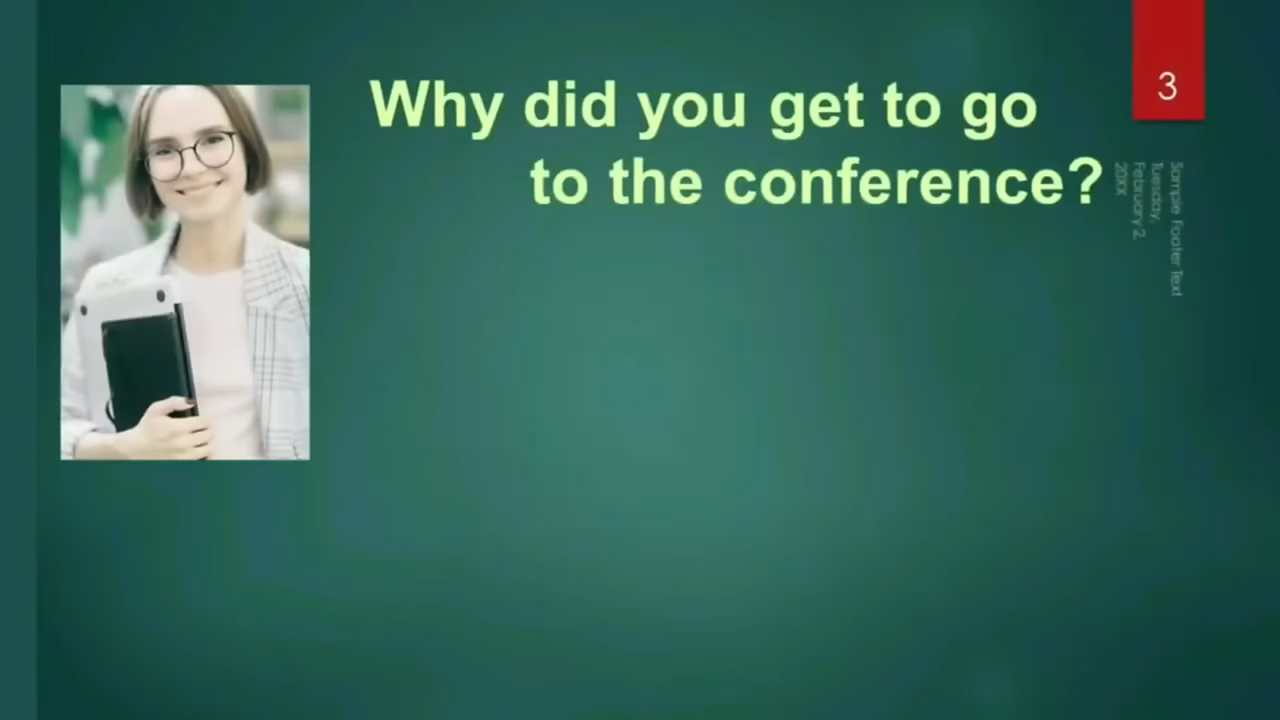 Why did you get to go
to the conference?
3
Sample Footer Text
Tuesday,
February 2,
20XX